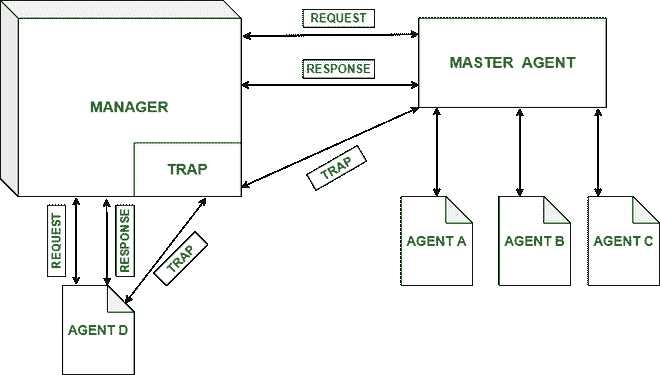 REQUEST
RESPONSE
MASTER AGENT
MANAGER
TRAP
TRAP
REQUEST
RESPONSE
TRAP
AGENT A
AGENT B
AGENT C
AGENT D